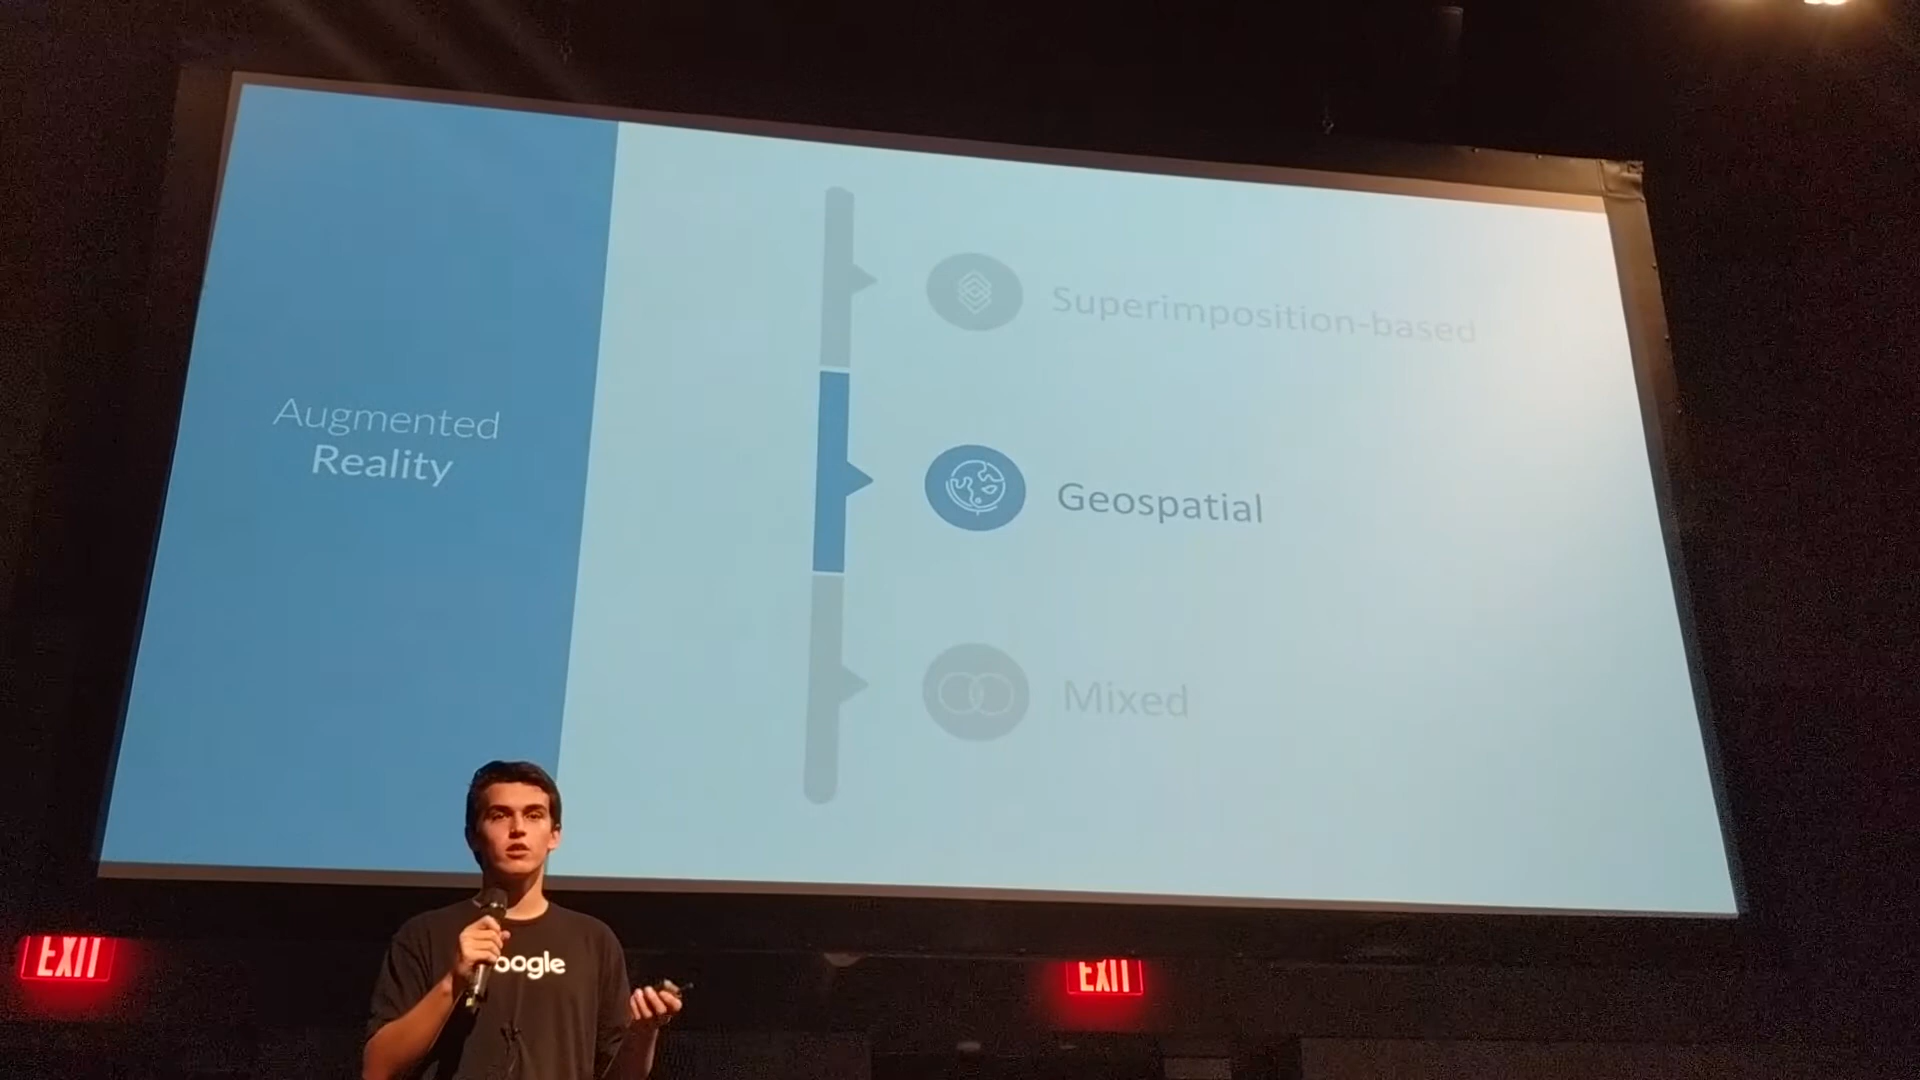 Augmented
Reality
Superimposition-based
Geospatial
Mixed
oogle
EXIT
EXIT